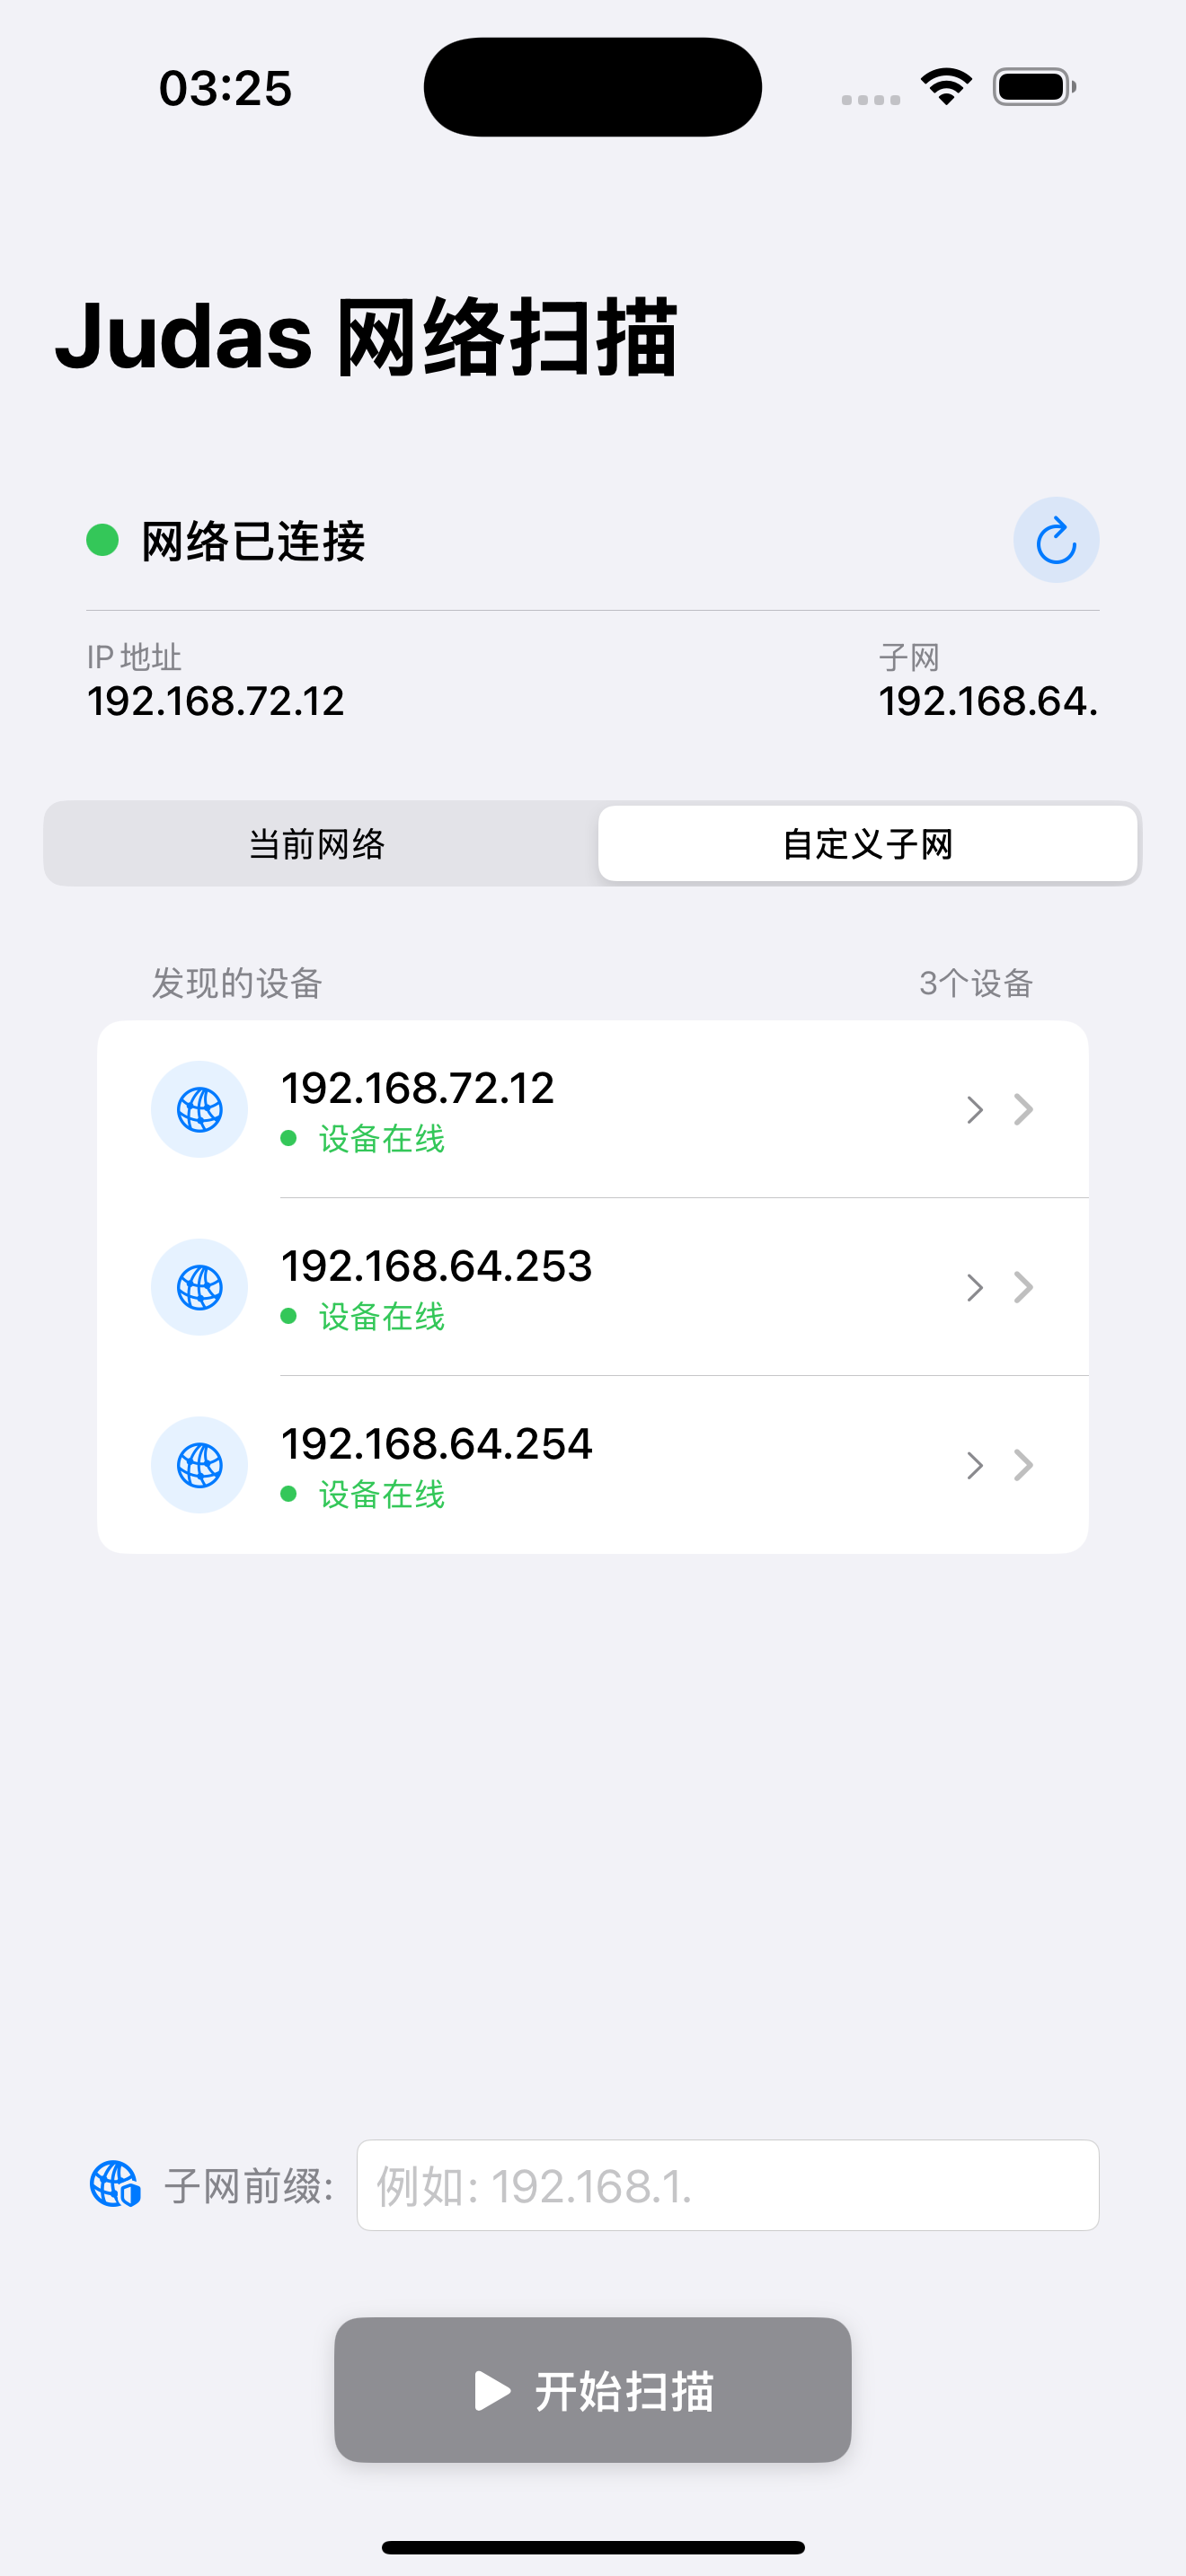 03:25
Judas 网络扫描
网络已连接
IP 地址
子网
192.168.72.12
192.168.64.
当前网络
自定义子网
发现的设备
3个设备
192.168.72.12
设备在线
192.168.64.253
设备在线
192.168.64.254
设备在线
子网前缀:
例如: 192.168.1.
开始扫描